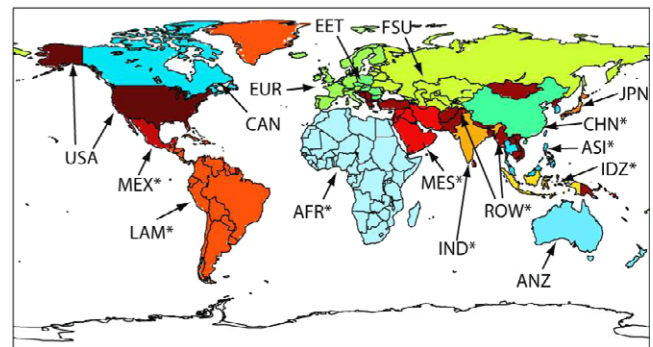 EET
FSU
EUR
CAN
JPN
USA
CHN*
ASI*
MEX*
MES*
IDZ*
AFR*
ROW*
LAM*
IND*
ANZ